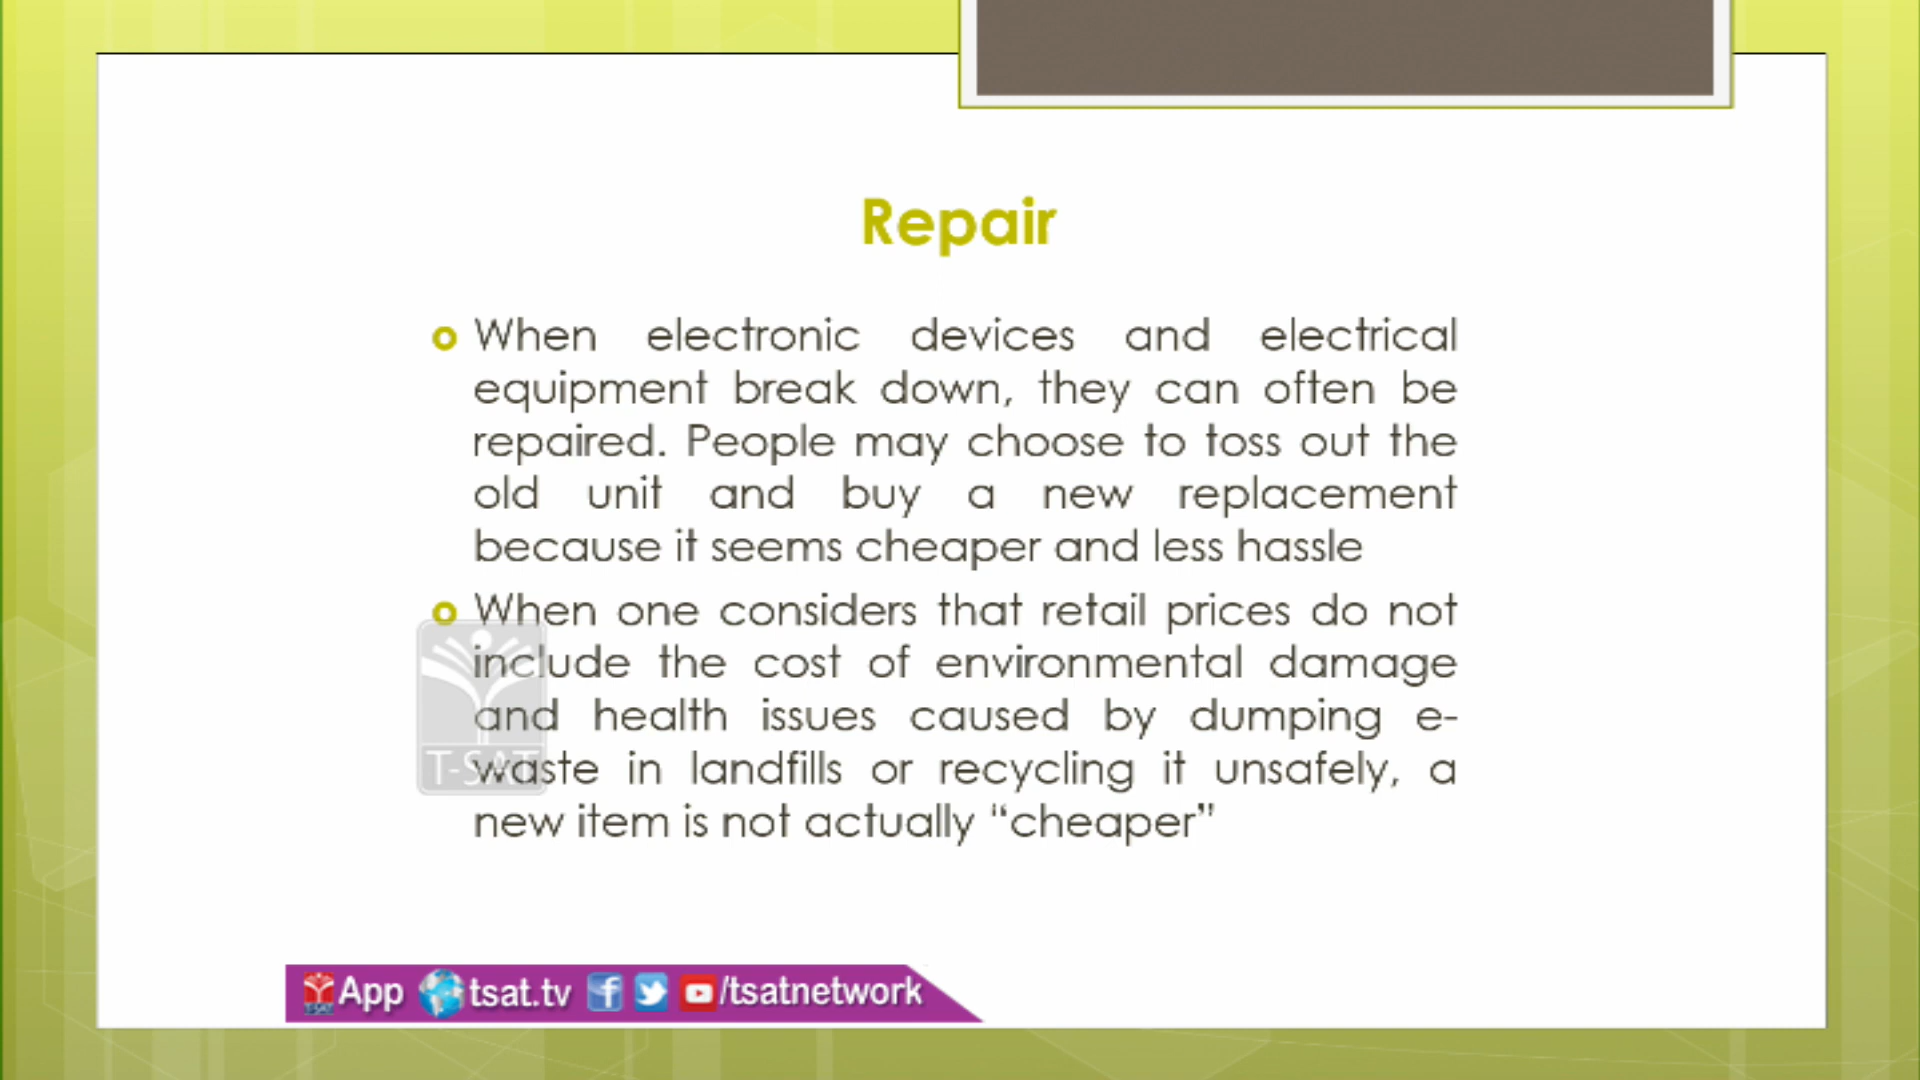 Repair
When electronic devices and electrical
equipment break down, they can often be
repaired. People may choose to toss out the
old unit and buy a new replacement
because it seems cheaper and less hassle
When one considers that retail prices do not
include the cost of environmental damage
and health issues caused by dumping e-
waste in landfills or recycling it unsafely, a
new item is not actually “cheaper”
T-SAT
App tsat.tv /tsatnetwork